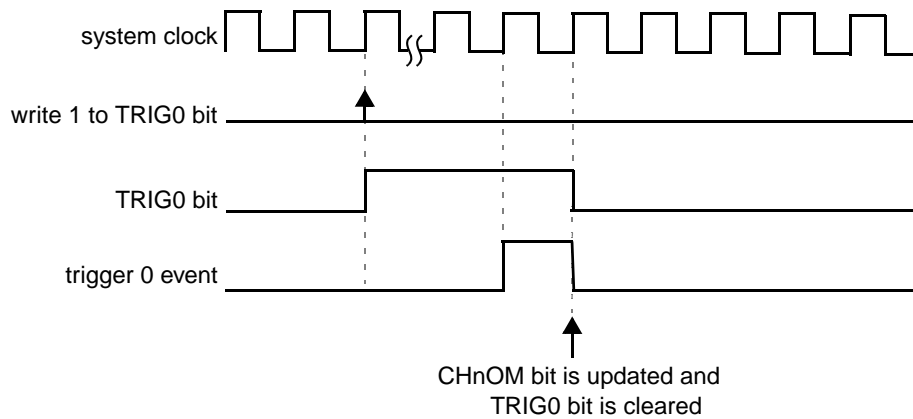 system clock
write 1 to TRIG0 bit
TRIG0 bit
trigger 0 event
CHnOM bit is updated and
TRIG0 bit is cleared